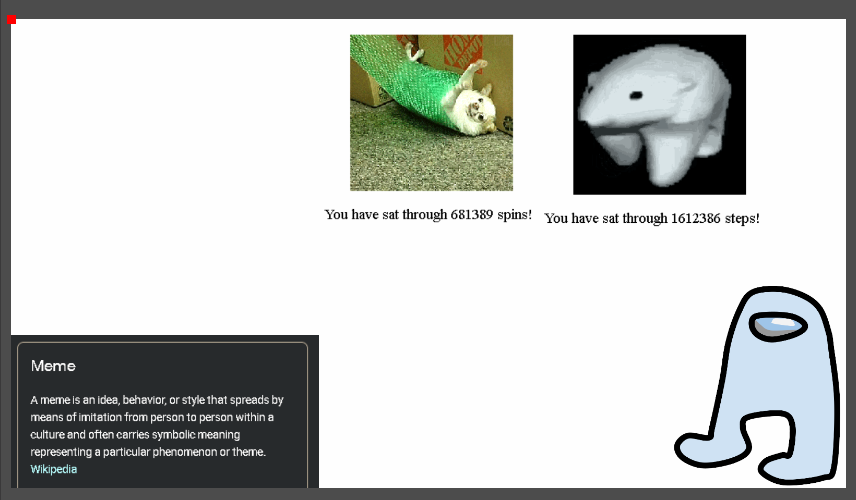 You have sat through 681389 spins!
You have sat through 1612386 steps!
Meme
A meme is an idea, behavior, or style that spreads by
means of imitation from person to person within a
culture and often carries symbolic meaning
representing a particular phenomenon or theme.
Wikipedia